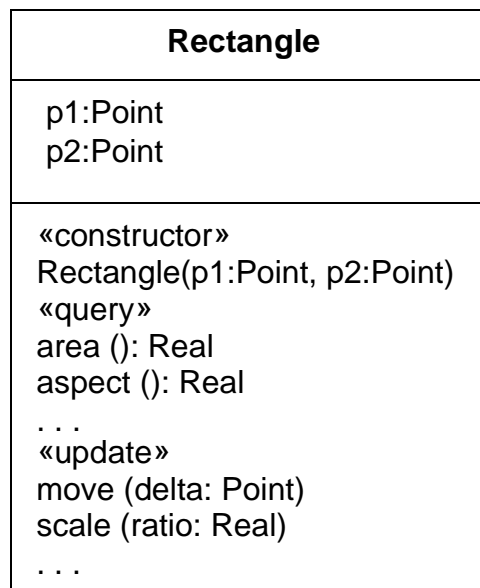 Rectangle
p1:Point
p2:Point
«constructor»
Rectangle(p1:Point, p2:Point)
«query»
area (): Real
aspect (): Real
. . .
«update»
move (delta: Point)
scale (ratio: Real)
. . .